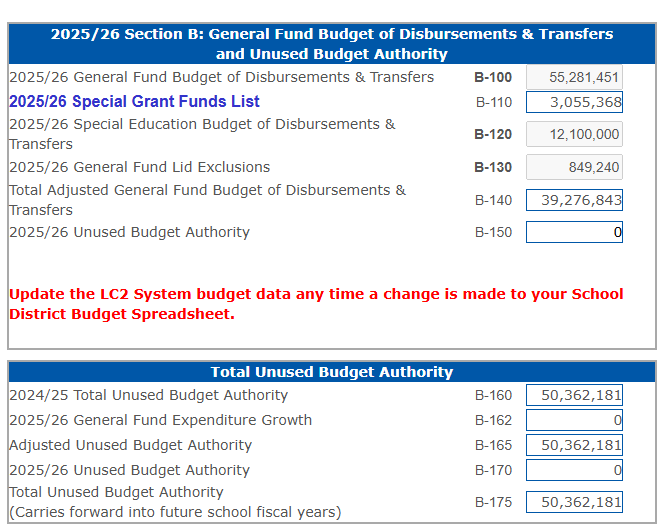 2025/26 Section B: General Fund Budget of Disbursements & Transfers
and Unused Budget Authority
2025/26 General Fund Budget of Disbursements & Transfers B-100 55,281,451
2025/26 Special Grant Funds List B-110 3,055,368
2025/26 Special Education Budget of Disbursements &
Transfers B-120 12,100,000
2025/26 General Fund Lid Exclusions B-130 849,240
Total Adjusted General Fund Budget of Disbursements &
Transfers B-140 39,276,843
2025/26 Unused Budget Authority B-150 0
Update the LC2 System budget data any time a change is made to your School
District Budget Spreadsheet.
Total Unused Budget Authority
2024/25 Total Unused Budget Authority B-160 50,362,181
2025/26 General Fund Expenditure Growth B-162 0
Adjusted Unused Budget Authority B-165 50,362,181
2025/26 Unused Budget Authority B-170 0
Total Unused Budget Authority
(Carries forward into future school fiscal years) B-175 50,362,181